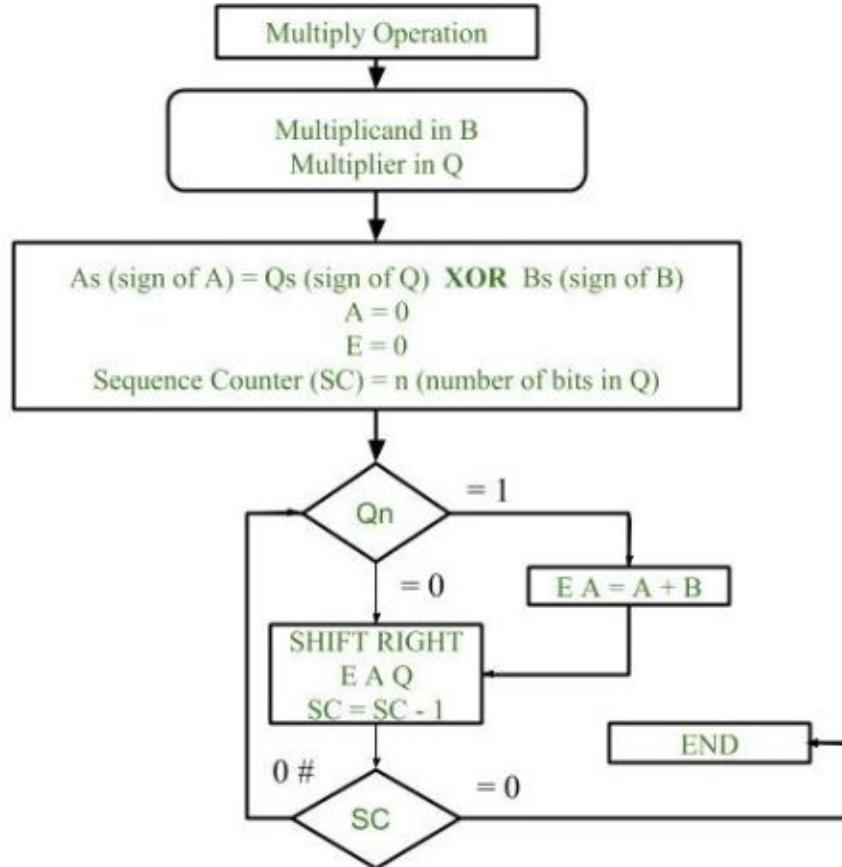 Multiply Operation
Multiplicand in B
Multiplier in Q
As (sign of A) = Qs (sign of Q) XOR Bs (sign of B)
A = 0
E = 0
Sequence Counter (SC) = n (number of bits in Q)
Qn
= 1
= 0
E A = A + B
SHIFT RIGHT
E A Q
SC = SC - 1
END
0 #
= 0
SC